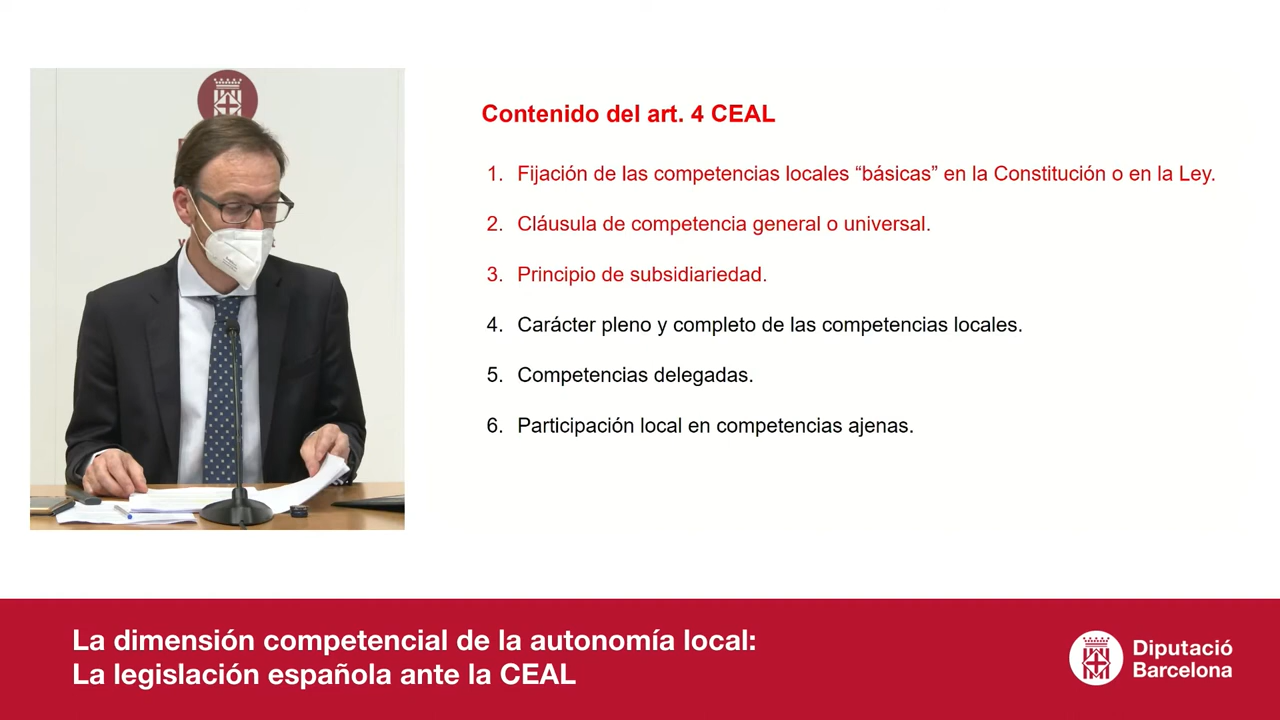 Contenido del art. 4 CEAL
1. Fijación de las competencias locales “básicas” en la Constitución o en la Ley.
2. Cláusula de competencia general o universal.
3. Principio de subsidiariedad.
4. Carácter pleno y completo de las competencias locales.
5. Competencias delegadas.
6. Participación local en competencias ajenas.
La dimensión competencial de la autonomía local:
La legislación española ante la CEAL
Diputació
Barcelona